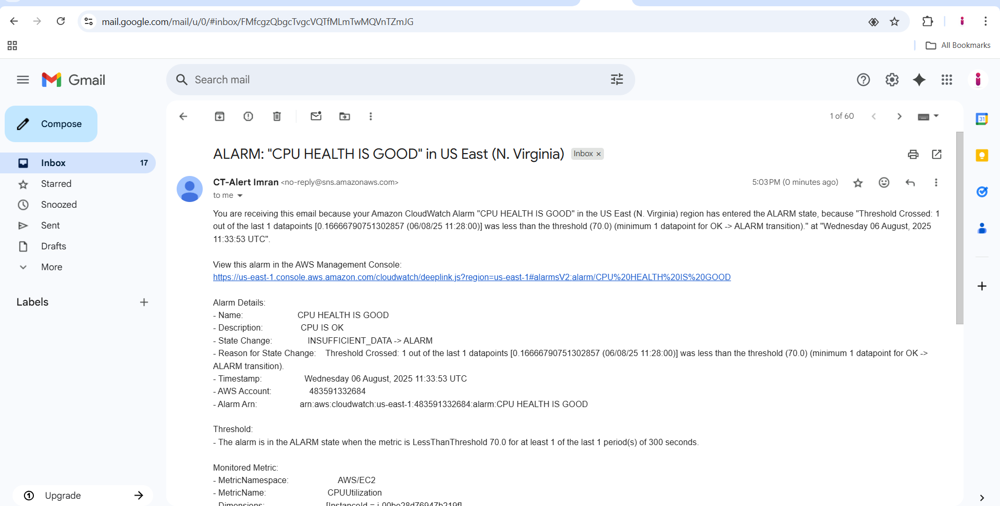 mail.google.com/mail/u/0/#inbox/FMfcgzQbgcTvgcVQTfMLmTwMQVnTZmJG
All Bookmarks
Gmail
Search mail
Compose
1 of 60
Inbox 17
Starred
Snoozed
Sent
Drafts
More
Labels
Upgrade
ALARM: "CPU HEALTH IS GOOD" in US East (N. Virginia) Inbox ×
CT-Alert Imran <no-reply@sns.amazonaws.com> 5:03 PM (0 minutes ago)
to me
You are receiving this email because your Amazon CloudWatch Alarm "CPU HEALTH IS GOOD" in the US East (N. Virginia) region has entered the ALARM state, because "Threshold Crossed: 1
out of the last 1 datapoints [0.16666790751302857 (06/08/25 11:28:00)] was less than the threshold (70.0) (minimum 1 datapoint for OK -> ALARM transition)." at "Wednesday 06 August, 2025
11:33:53 UTC".
View this alarm in the AWS Management Console:
https://us-east-1.console.aws.amazon.com/cloudwatch/deeplink.js?region=us-east-1#alarmsV2:alarm/CPU%20HEALTH%20IS%20GOOD
Alarm Details:
- Name: CPU HEALTH IS GOOD
- Description: CPU IS OK
- State Change: INSUFFICIENT_DATA -> ALARM
- Reason for State Change: Threshold Crossed: 1 out of the last 1 datapoints [0.16666790751302857 (06/08/25 11:28:00)] was less than the threshold (70.0) (minimum 1 datapoint for OK ->
ALARM transition).
- Timestamp: Wednesday 06 August, 2025 11:33:53 UTC
- AWS Account: 483591332684
- Alarm Arn: arn:aws:cloudwatch:us-east-1:483591332684:alarm:CPU HEALTH IS GOOD
Threshold:
- The alarm is in the ALARM state when the metric is LessThanThreshold 70.0 for at least 1 of the last 1 period(s) of 300 seconds.
Monitored Metric:
- MetricNamespace: AWS/EC2
- MetricName: CPUUtilization
- Dimensions: [InstanceId =